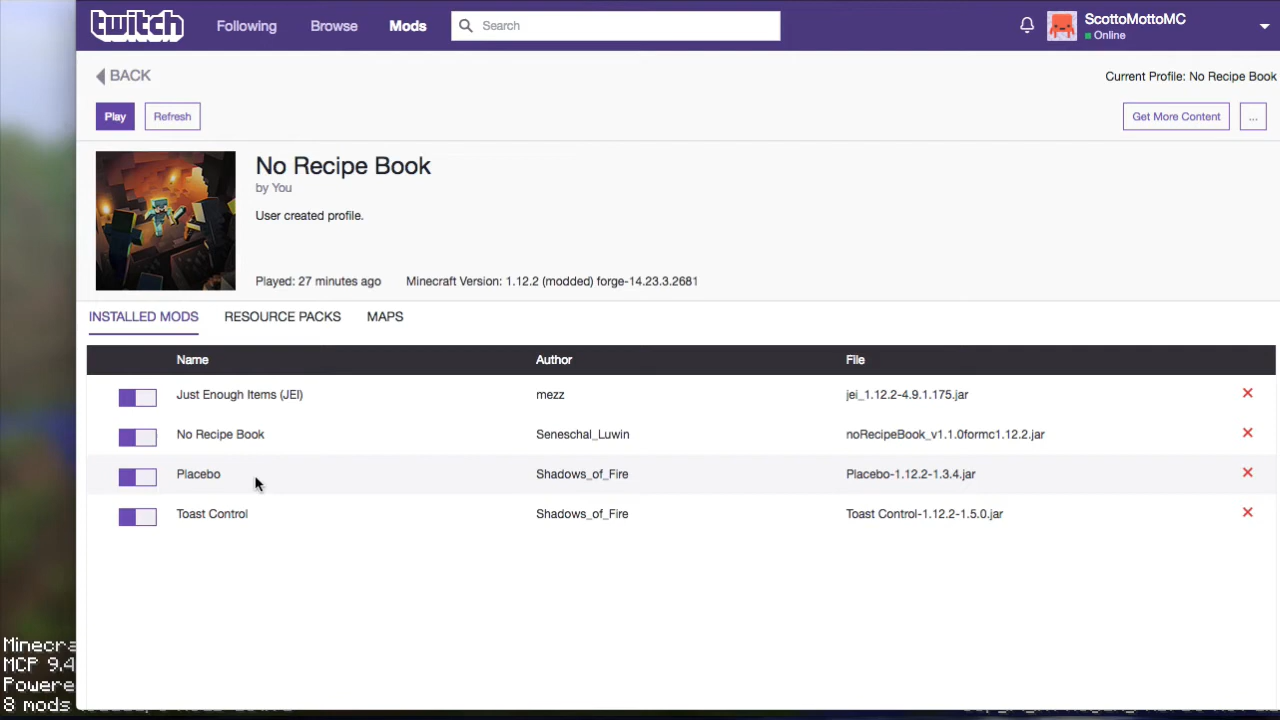 twitch Following Browse Mods Search ScottoMottoMC
Online
BACK Current Profile: No Recipe Book
Play Refresh Get More Content ...
No Recipe Book
by You
User created profile.
Played: 27 minutes ago Minecraft Version: 1.12.2 (modded) forge-14.23.3.2681
INSTALLED MODS RESOURCE PACKS MAPS
Name Author File
Just Enough Items (JEI) mezz jei_1.12.2-4.9.1.175.jar
No Recipe Book Seneschal_Luwin noRecipeBook_v1.1.0formc1.12.2.jar
Placebo Shadows_of_Fire Placebo-1.12.2-1.3.4.jar
Toast Control Shadows_of_Fire Toast Control-1.12.2-1.5.0.jar
Minecra
MCP 9.4
Powere
8 mods